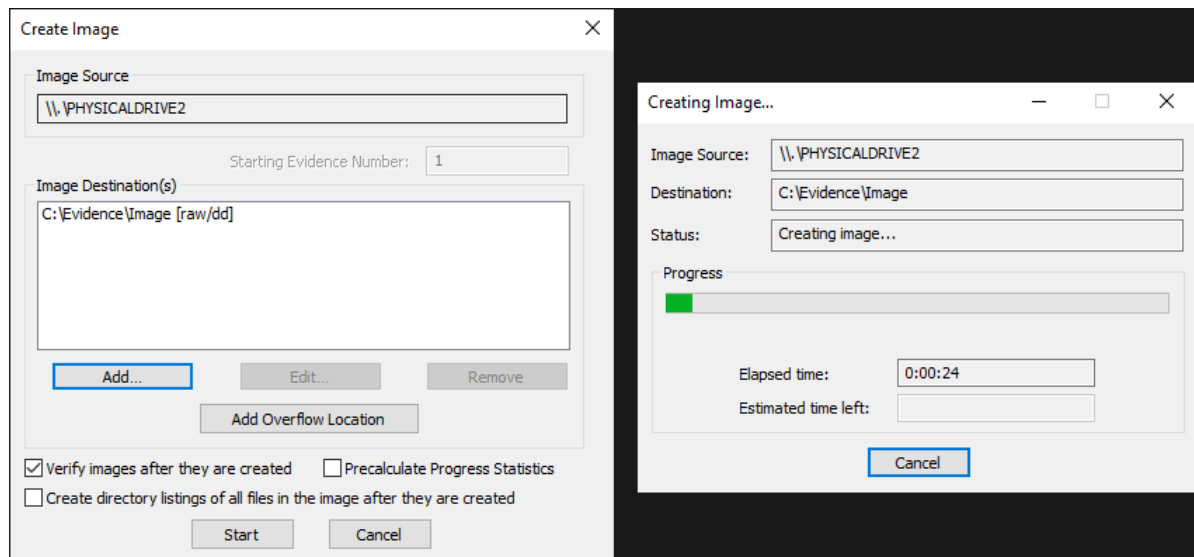 Create Image
Image Source
\\.\PHYSICALDRIVE2
Starting Evidence Number: 1
Image Destination(s)
C:\Evidence\Image [raw/dd]
Add... Edit... Remove
Add Overflow Location
Verify images after they are created Precalculate Progress Statistics
Create directory listings of all files in the image after they are created
Start Cancel
Creating Image...
Image Source: \\.\PHYSICALDRIVE2
Destination: C:\Evidence\Image
Status: Creating image...
Progress
Elapsed time: 0:00:24
Estimated time left:
Cancel